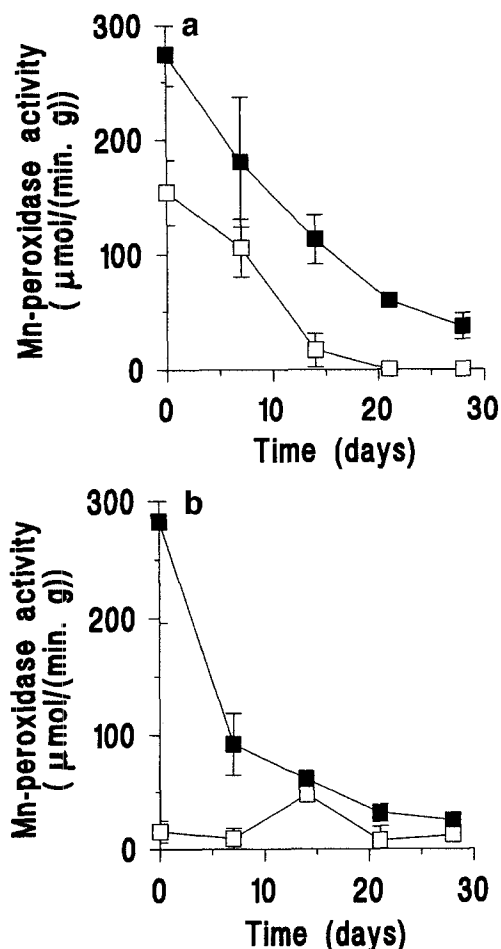 a
Mn-peroxidase activity
( μmol/(min. g))
300
200
100
0
0 10 20 30
Time (days)
b
Mn-peroxidase activity
( μmol/(min. g))
300
200
100
0
0 10 20 30
Time (days)